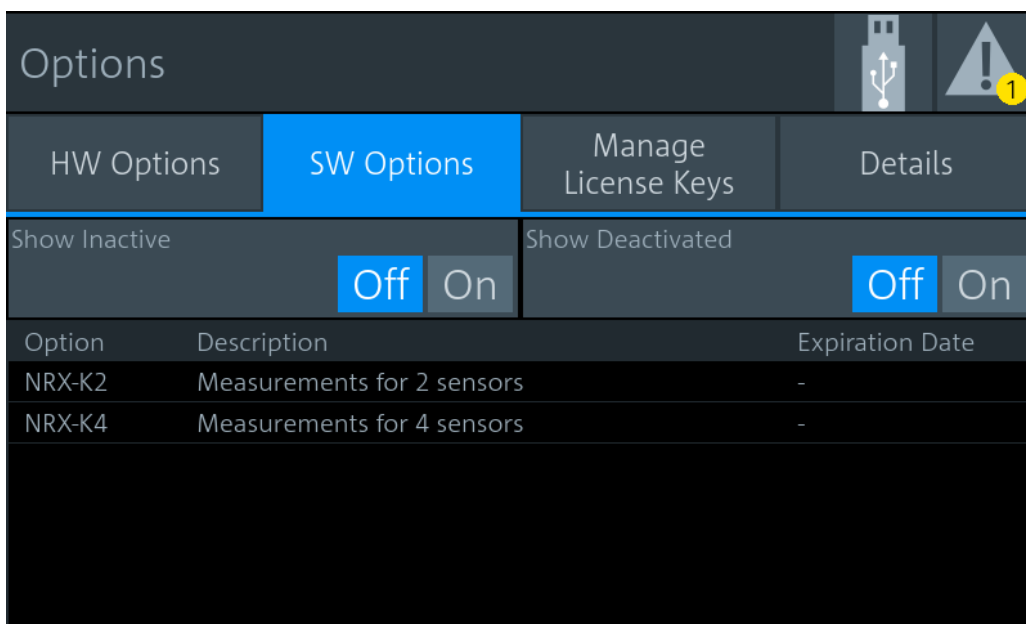 Options
1
HW Options
SW Options
Manage
License Keys
Details
Show Inactive
Off On
Show Deactivated
Off On
Option Description Expiration Date
NRX-K2 Measurements for 2 sensors -
NRX-K4 Measurements for 4 sensors -